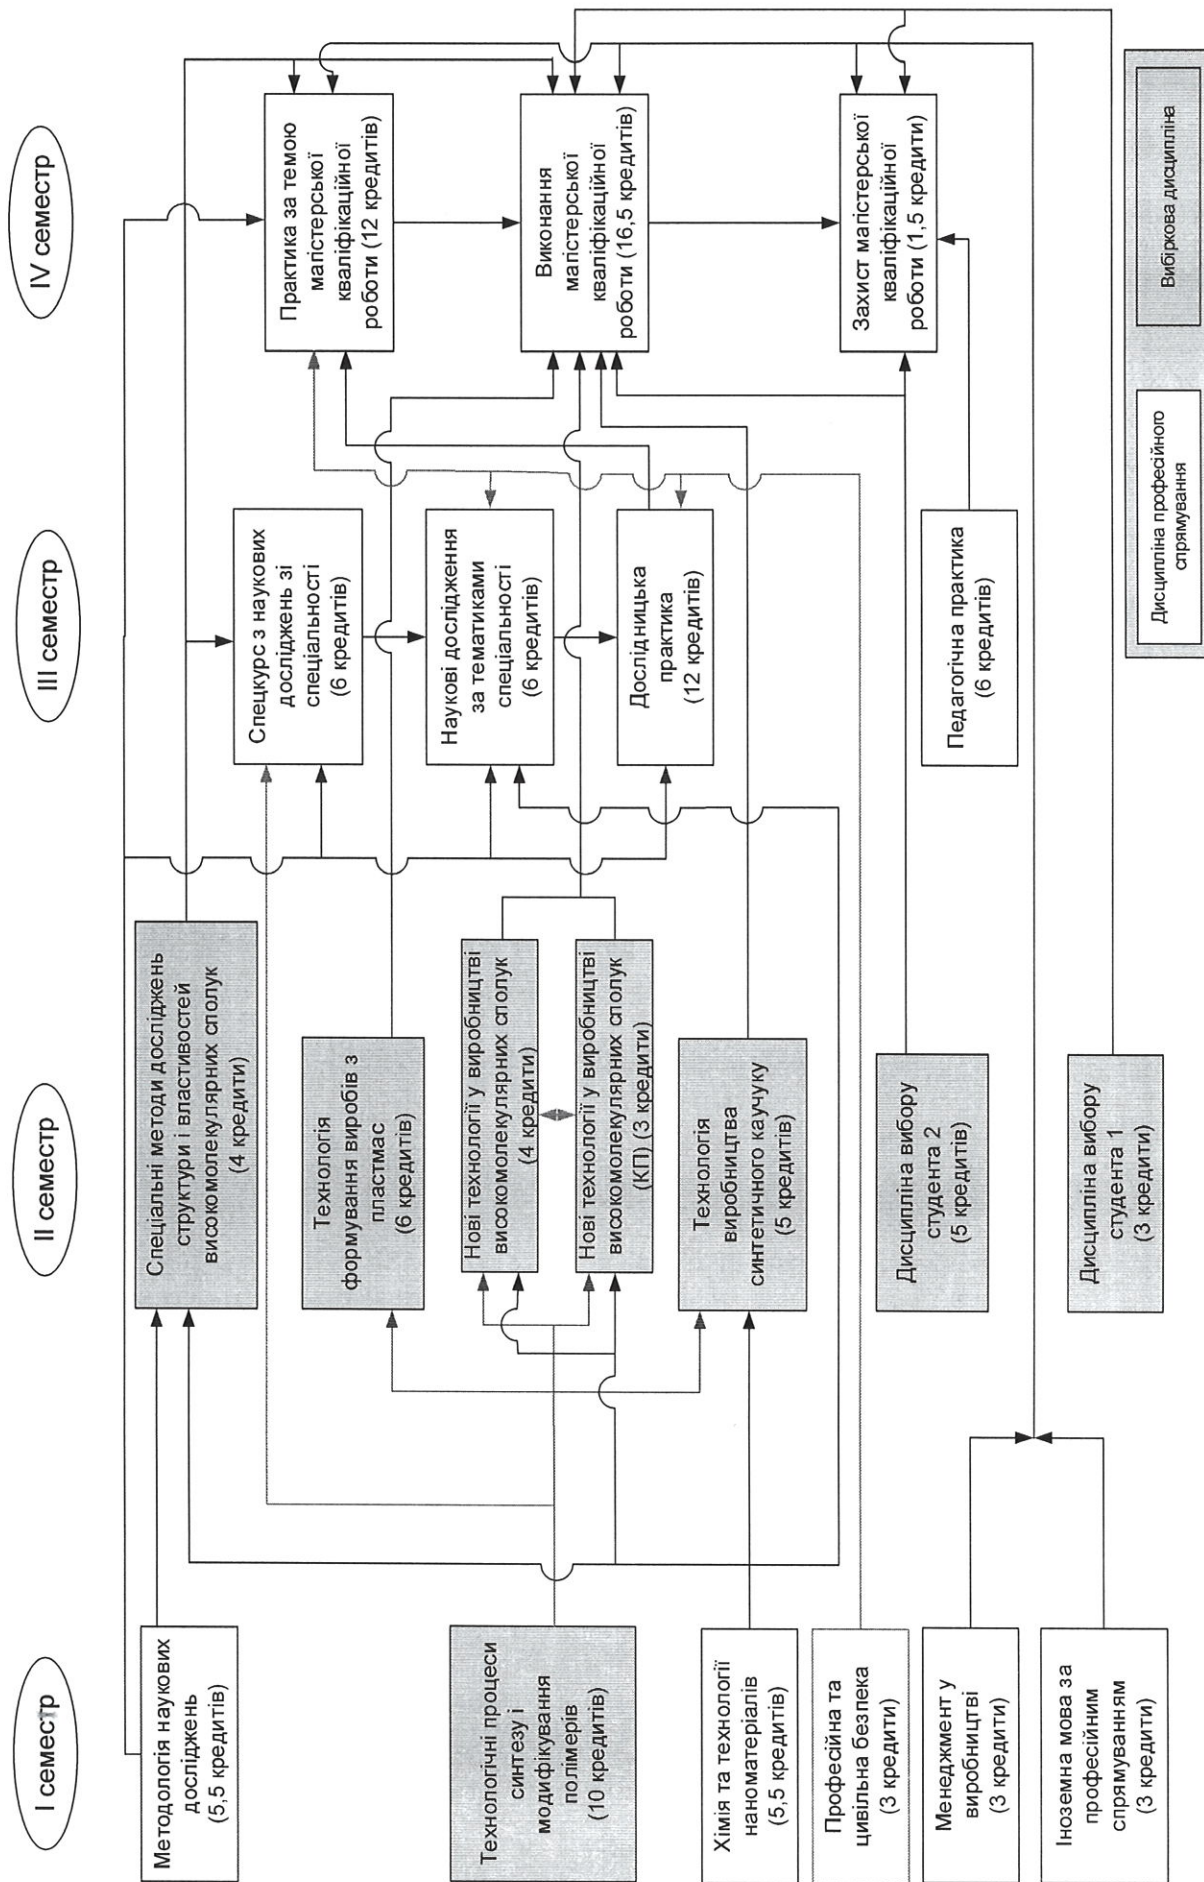 I семестр
Методологія наукових
досліджень
(5,5 кредитів)
Технологічні процеси
синтезу і
модифікування
полімерів
(10 кредитів)
Хімія та технології
наноматеріалів
(5,5 кредитів)
Професійна та
цивільна безпека
(3 кредити)
Менеджмент у
виробництві
(3 кредити)
Іноземна мова за
професійним
спрямуванням
(3 кредити)
II семестр
Спеціальні методи досліджень
структури і властивостей
високомолекулярних сполук
(4 кредити)
Технологія
формування виробів з
пластмас
(6 кредитів)
Нові технології у виробництві
високомолекулярних сполук
(4 кредити)
Нові технології у виробництві
високомолекулярних сполук
(КП) (3 кредити)
Технологія
виробництва
синтетичного каучуку
(5 кредитів)
Дисципліна вибору
студента 2
(5 кредитів)
Дисципліна вибору
студента 1
(3 кредити)
III семестр
Спецкурс з наукових
досліджень зі
спеціальності
(6 кредитів)
Наукові дослідження
за тематиками
спеціальності
(6 кредитів)
Дослідницька
практика
(12 кредитів)
Педагогічна практика
(6 кредитів)
IV семестр
Практика за темою
магістерської
кваліфікаційної
роботи (12 кредитів)
Виконання
магістерської
кваліфікаційної
роботи (16,5 кредитів)
Захист магістерської
кваліфікаційної
роботи (1,5 кредити)
Дисципліна професійного
спрямування
Вибіркова дисципліна